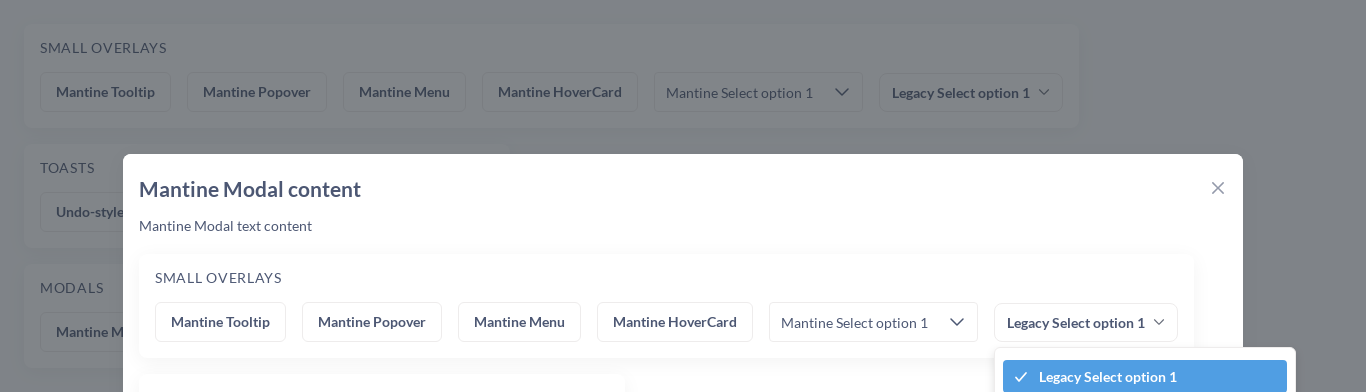 SMALL OVERLAYS
Mantine Tooltip Mantine Popover Mantine Menu Mantine HoverCard Mantine Select option 1 Legacy Select option 1
TOASTS
Undo-style
MODALS
Mantine M
Mantine Modal content
Mantine Modal text content
SMALL OVERLAYS
Mantine Tooltip Mantine Popover Mantine Menu Mantine HoverCard Mantine Select option 1 Legacy Select option 1
Legacy Select option 1